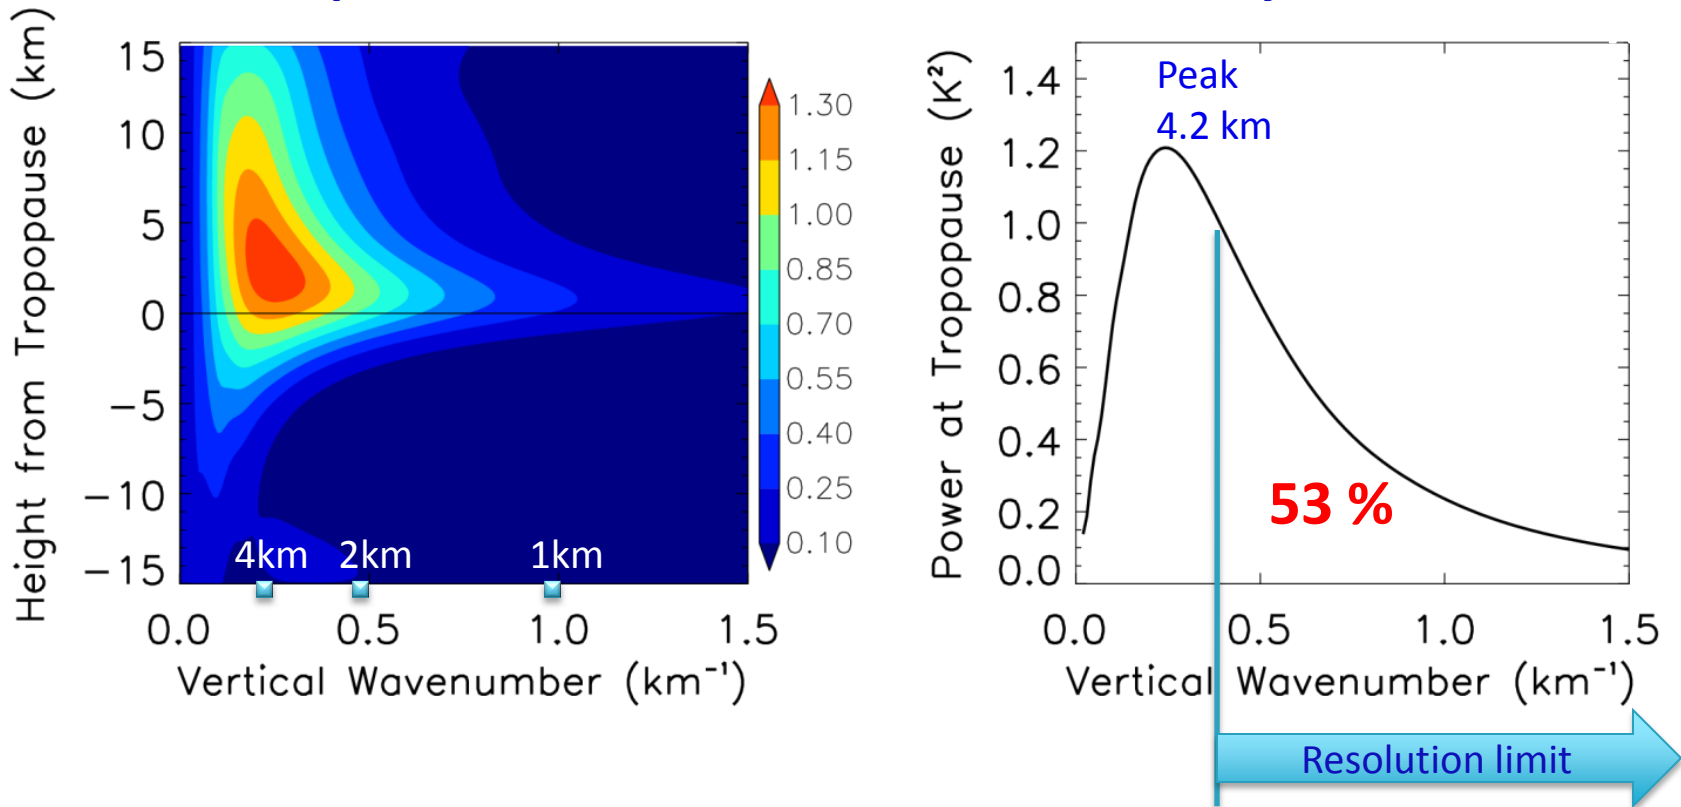 Height from Tropopause (km)
15
10
5
0
−5
−10
−15
4km 2km 1km
0.0 0.5 1.0 1.5
Vertical Wavenumber (km⁻¹)
1.30
1.15
1.00
0.85
0.70
0.55
0.40
0.25
0.10
Power at Tropopause (K²)
1.4
1.2
1.0
0.8
0.6
0.4
0.2
0.0
Peak
4.2 km
53 %
0.0 0.5 1.0 1.5
Vertical Wavenumber (km⁻¹)
Resolution limit